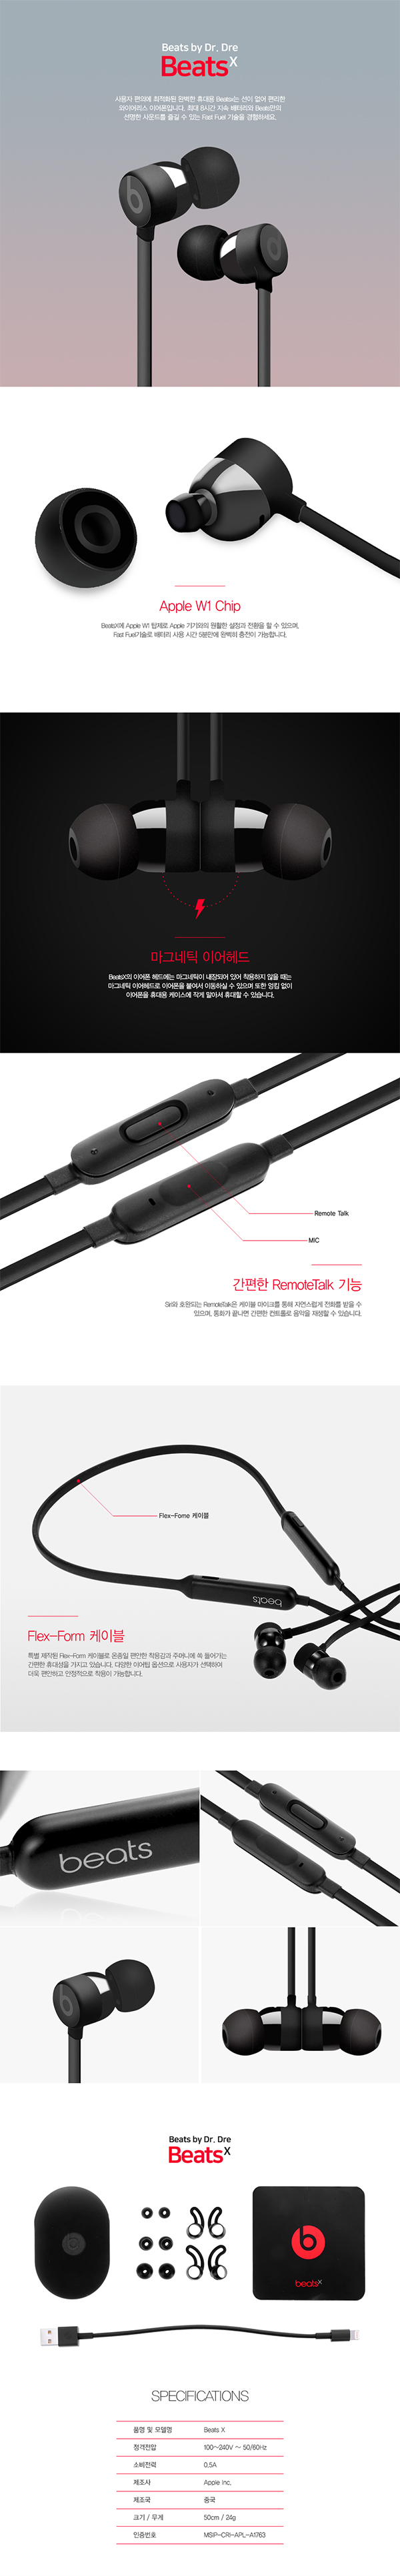 Beats by Dr. Dre
BeatsX
사용자 편의에 최적화된 완벽한 휴대용 BeatsX는 선이 없어 편리한
와이어리스 이어폰입니다. 최대 8시간 지속 배터리와 Beats만의
선명한 사운드를 즐길 수 있는 Fast Fuel 기술을 경험하세요.
Apple W1 Chip
BeatsX에 Apple W1 탑재로 Apple 기기와의 원활한 설정과 전환을 할 수 있으며,
Fast Fuel기술로 배터리 사용 시간 5분만에 완벽히 충전이 가능합니다.
마그네틱 이어헤드
BeatsX의 이어폰 헤드에는 마그네틱이 내장되어 있어 착용하지 않을 때는
마그네틱 이어헤드로 이어폰을 붙여서 이동하실 수 있으며 또한 엉킴 없이
이어폰을 휴대용 케이스에 작게 말아서 휴대할 수 있습니다.
Remote Talk
MIC
간편한 RemoteTalk 기능
Siri와 호환되는 RemoteTalk은 케이블 마이크를 통해 자연스럽게 전화를 받을 수
있으며, 통화가 끝나면 간편한 컨트롤로 음악을 재생할 수 있습니다.
Flex-Fome 케이블
beats
Flex-Form 케이블
특별 제작된 Flex-Form 케이블로 온종일 편안한 착용감과 주머니에 쏙 들어가는
간편한 휴대성을 가지고 있습니다. 다양한 이어팁 옵션으로 사용자가 선택하여
더욱 편안하고 안정적으로 착용이 가능합니다.
beats
Beats by Dr. Dre
BeatsX
beatsX
SPECIFICATIONS
품명 및 모델명 Beats X
정격전압 100~240V ~ 50/60Hz
소비전력 0.5A
제조사 Apple Inc.
제조국 중국
크기 / 무게 50cm / 24g
인증번호 MSIP-CRI-APL-A1763